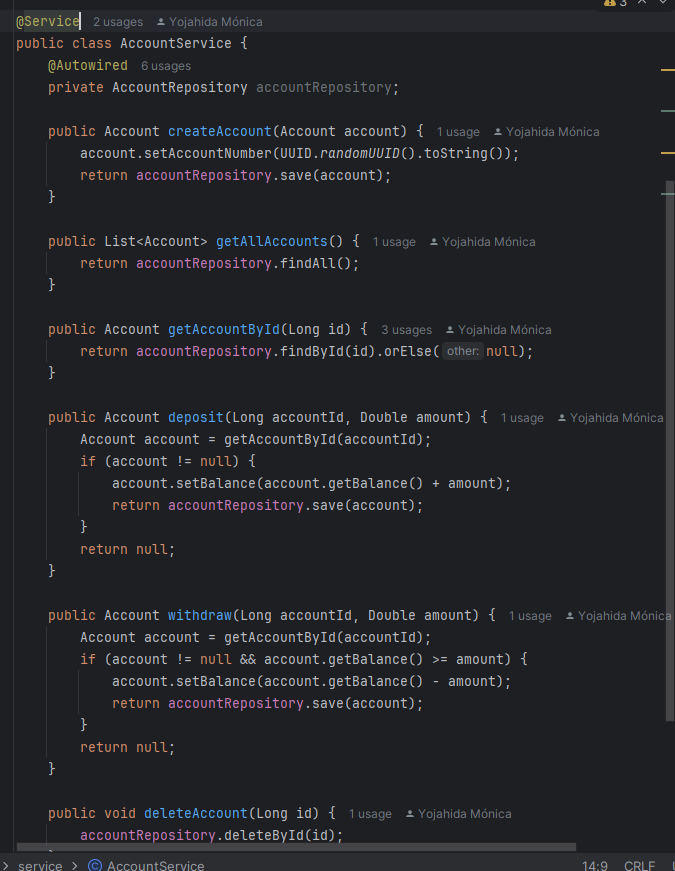 3
@Service 2 usages Yojahida Mónica
public class AccountService {
@Autowired 6 usages
private AccountRepository accountRepository;
public Account createAccount(Account account) { 1 usage Yojahida Mónica
account.setAccountNumber(UUID.randomUUID().toString());
return accountRepository.save(account);
}
public List<Account> getAllAccounts() { 1 usage Yojahida Mónica
return accountRepository.findAll();
}
public Account getAccountById(Long id) { 3 usages Yojahida Mónica
return accountRepository.findById(id).orElse( other: null);
}
public Account deposit(Long accountId, Double amount) { 1 usage Yojahida Mónica
Account account = getAccountById(accountId);
if (account != null) {
account.setBalance(account.getBalance() + amount);
return accountRepository.save(account);
}
return null;
}
public Account withdraw(Long accountId, Double amount) { 1 usage Yojahida Mónica
Account account = getAccountById(accountId);
if (account != null && account.getBalance() >= amount) {
account.setBalance(account.getBalance() - amount);
return accountRepository.save(account);
}
return null;
}
public void deleteAccount(Long id) { 1 usage Yojahida Mónica
accountRepository.deleteById(id);
service > AccountService 14:9 CRLF